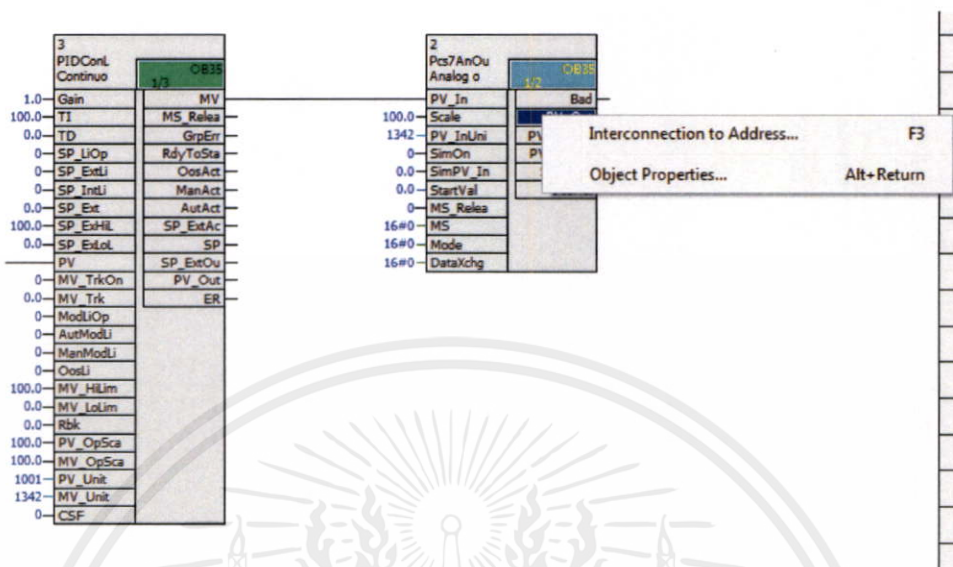 3
PIDConL
Continuo
OB35
1/3
1.0 Gain MV
100.0 TI MS_Relea
0.0 TD GrpErr
0 SP_LiOp RdyToSta
0 SP_ExtLi OosAct
0 SP_IntLi ManAct
0.0 SP_Ext AutAct
100.0 SP_ExHiL SP_ExtAc
0.0 SP_ExLoL SP
PV SP_ExtOu
0 MV_TrkOn PV_Out
0.0 MV_Trk ER
0 ModLiOp
0 AutModLi
0 ManModLi
0 OosLi
100.0 MV_HiLim
0.0 MV_LoLim
0.0 Rbk
100.0 PV_OpSca
100.0 MV_OpSca
1001 PV_Unit
1342 MV_Unit
0 CSF
2
Pcs7AnOu
Analog o
OB35
1/2
PV_In Bad
100.0 Scale
1342 PV_InUni PV
0 SimOn PV
0.0 SimPV_In
0.0 StartVal
0 MS_Relea
16#0 MS
16#0 Mode
16#0 DataXchg
Interconnection to Address... F3
Object Properties... Alt+Return